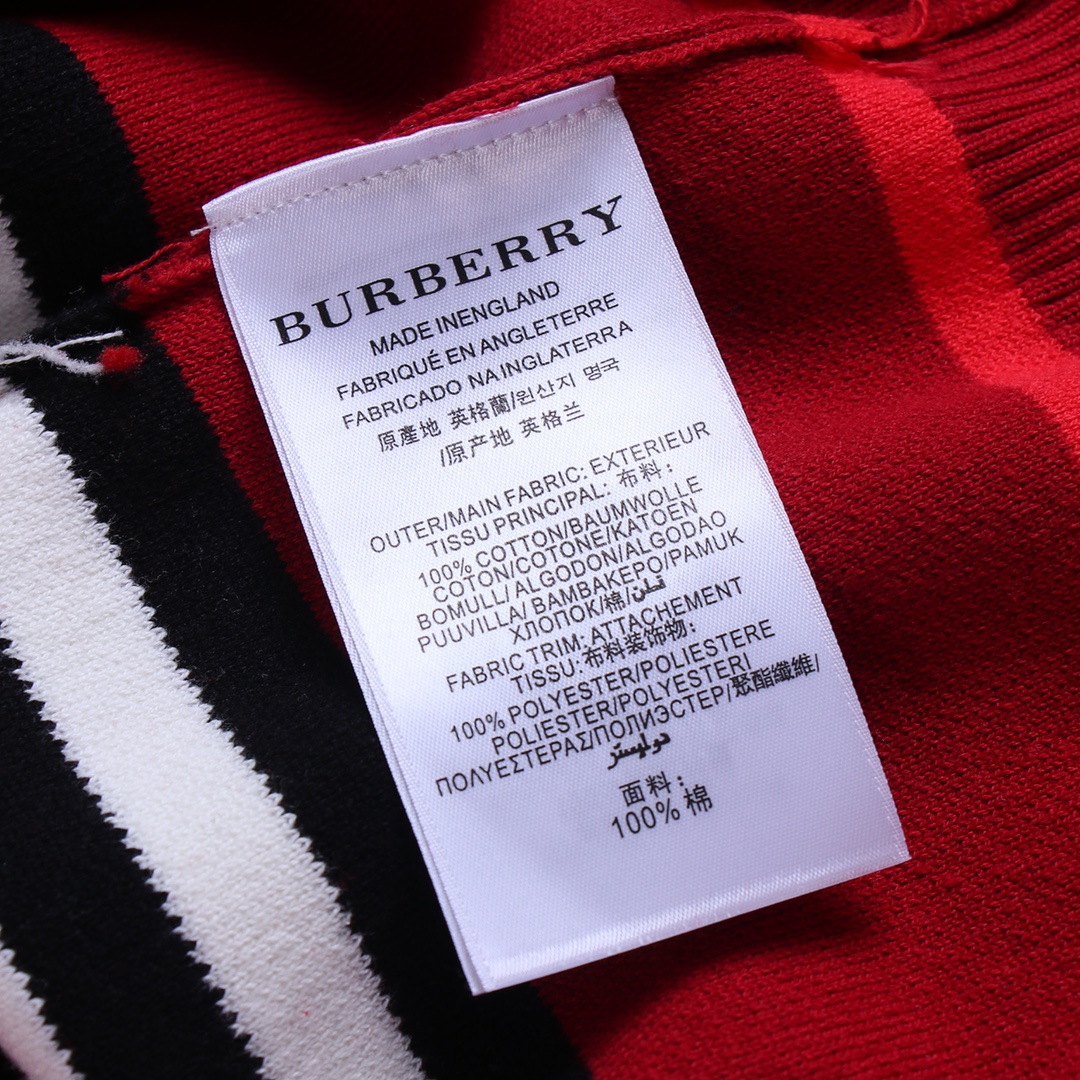 BURBERRY
MADE INENGLAND
FABRIQUÉ EN ANGLETERRE
FABRICADO NA INGLATERRA
原產地 英格蘭/원산지 명국
/原产地 英格兰
OUTER/MAIN FABRIC: EXTERIEUR
TISSU PRINCIPAL: 布料:
100% COTTON/BAUMWOLLE
COTON/COTONE/KATOEN
BOMULL/ ALGODON/ALGODAO
PUUVILLA/ BAMBAKEPO/PAMUK
ХЛОПОК/棉/قطن
FABRIC TRIM: ATTACHEMENT
TISSU: 布料装饰物:
100% POLYESTER/POLIESTERE
POLIESTER/POLYESTERI
ΠΟΛΥΕΣΤΕΡΑΣ/ПОЛИЭСТЕР/聚酯纖維/
面料:
100% 棉